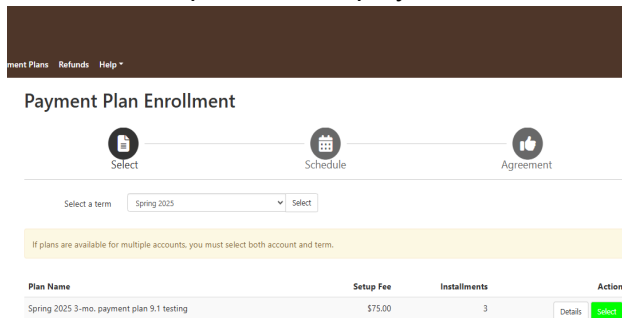 ment Plans Refunds Help
Payment Plan Enrollment
Select Schedule Agreement
Select a term Spring 2025 Select
If plans are available for multiple accounts, you must select both account and term.
Plan Name Setup Fee Installments Action
Spring 2025 3-mo. payment plan 9.1 testing $75.00 3 Details Select